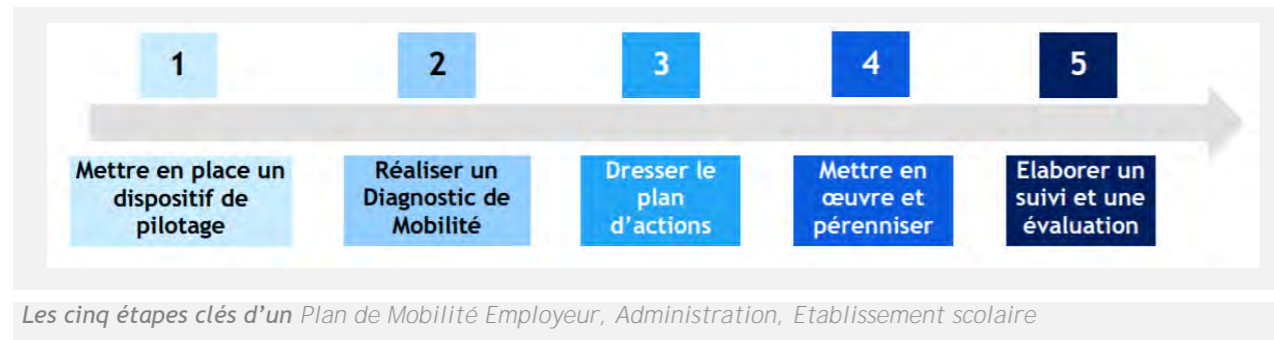 1
2
3
4
5
Mettre en place un
dispositif de
pilotage
Réaliser un
Diagnostic de
Mobilité
Dresser le
plan
d'actions
Mettre en
œuvre et
pérenniser
Elaborer un
suivi et une
évaluation
Les cinq étapes clés d'un Plan de Mobilité Employeur, Administration, Etablissement scolaire